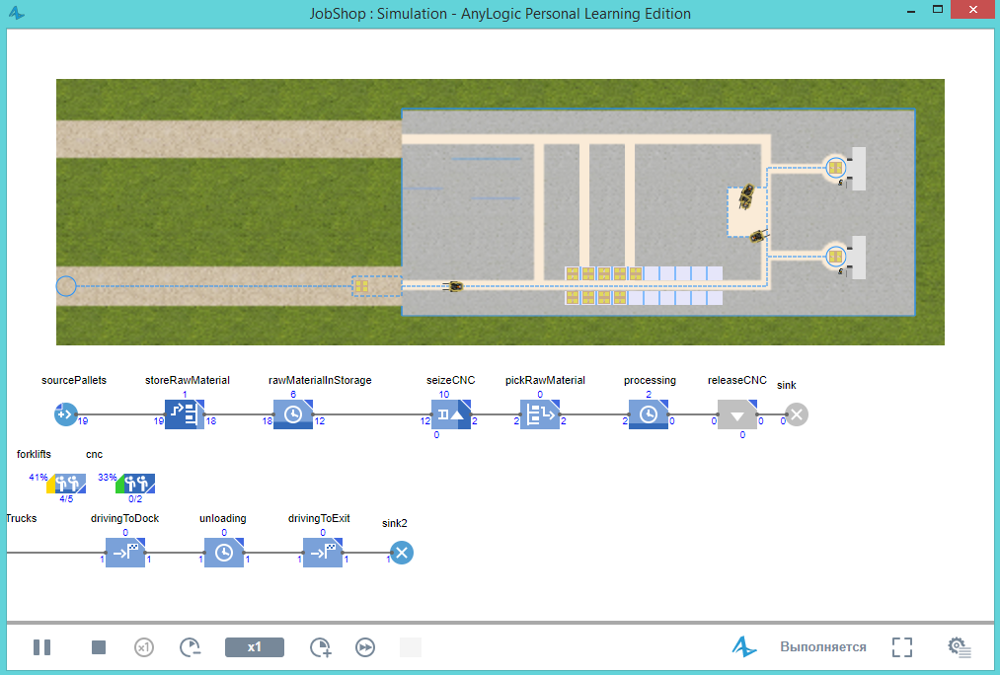 JobShop : Simulation - AnyLogic Personal Learning Edition
sourcePallets storeRawMaterial rawMaterialInStorage seizeCNC pickRawMaterial processing releaseCNC sink
1 6 10 0 2 0
19 19 18 18 12 12 2 2 2 2 0 0 0 0
0 0
forklifts cnc
41% 33%
4/5 0/2
Trucks drivingToDock unloading drivingToExit sink2
0 0 0
1 1 1 1 1 1 1
x1 x1 Выполняется